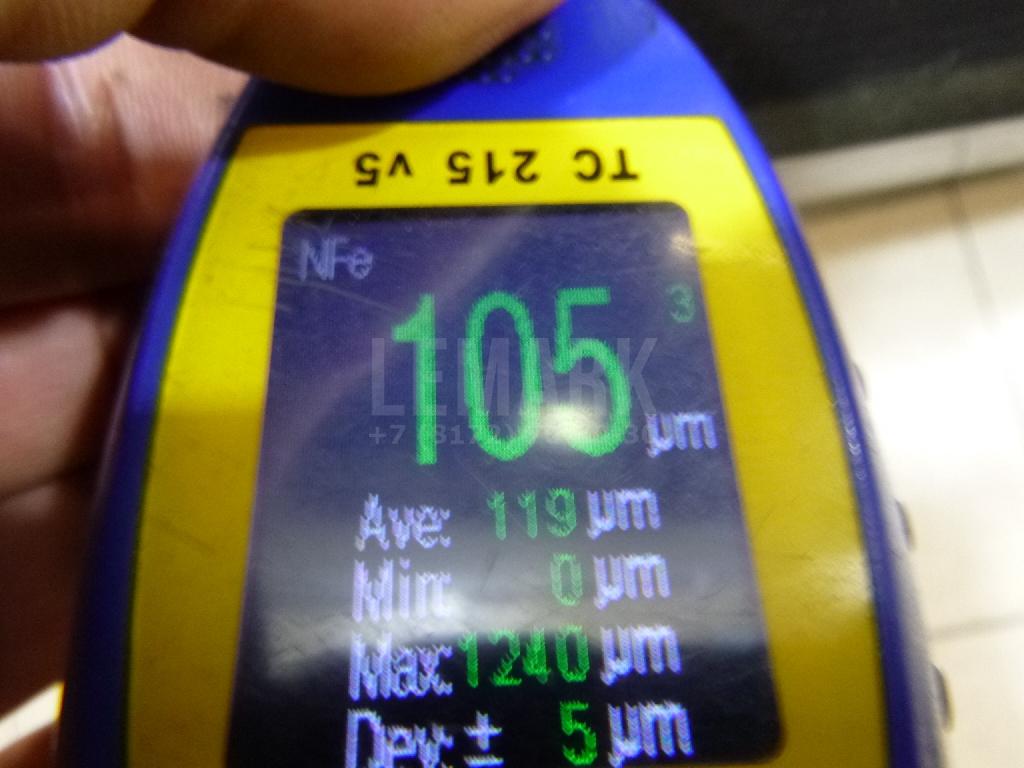 TC 215 v5
NFe
3
105 µm
LEMARK
Ave: 119 µm
Min: 0 µm
Max: 1240 µm
Dev: ± 5 µm